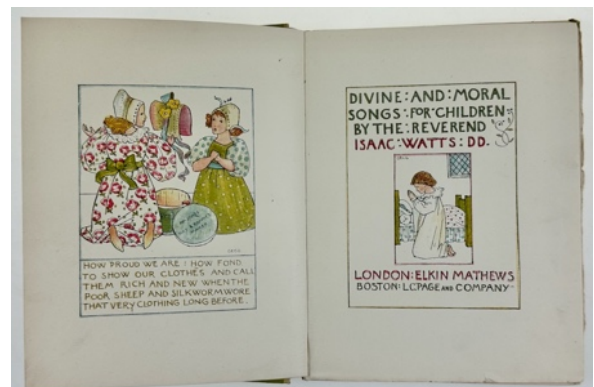 HOW PROUD WE ARE : HOW FOND
TO SHOW OUR CLOTHES AND CALL
THEM RICH AND NEW WHEN THE
POOR SHEEP AND SILKWORM WORE
THAT VERY CLOTHING LONG BEFORE .
DIVINE : AND : MORAL
SONGS : FOR : CHILDREN
BY THE : REVEREND
ISAAC : WATTS : DD .
LONDON : ELKIN MATHEWS
BOSTON : L.C.PAGE AND COMPANY